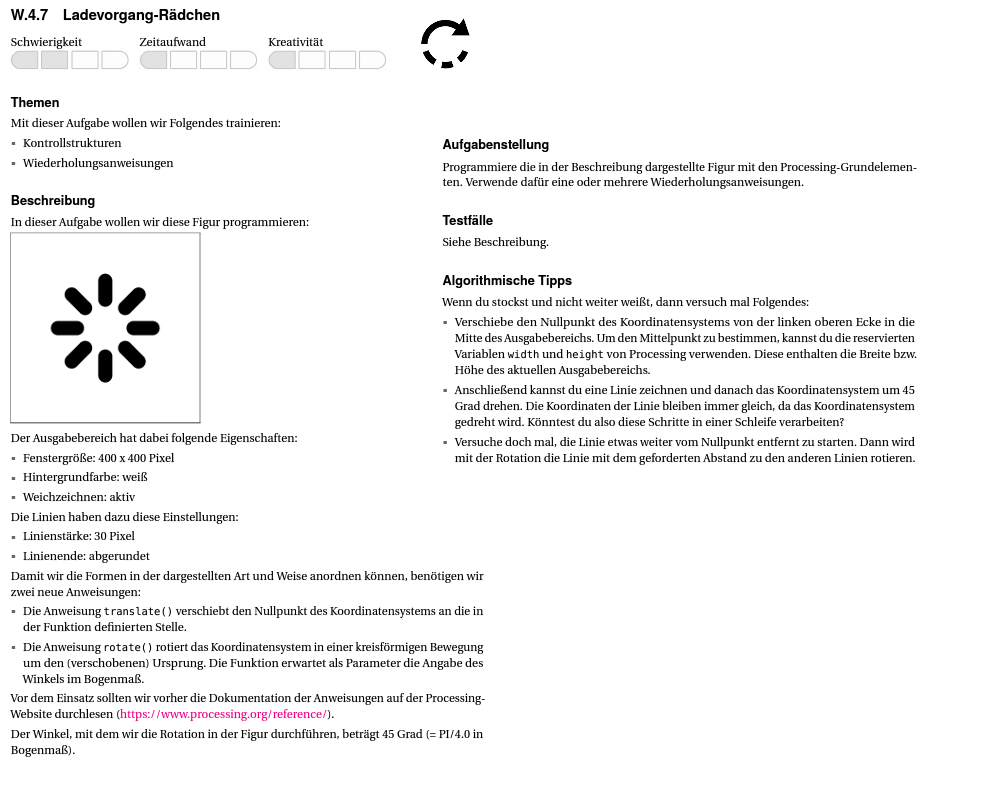 W.4.7 Ladevorgang-Rädchen
Schwierigkeit Zeitaufwand Kreativität
Themen
Mit dieser Aufgabe wollen wir Folgendes trainieren:
▪ Kontrollstrukturen
▪ Wiederholungsanweisungen
Beschreibung
In dieser Aufgabe wollen wir diese Figur programmieren:
Der Ausgabebereich hat dabei folgende Eigenschaften:
▪ Fenstergröße: 400 x 400 Pixel
▪ Hintergrundfarbe: weiß
▪ Weichzeichnen: aktiv
Die Linien haben dazu diese Einstellungen:
▪ Linienstärke: 30 Pixel
▪ Linienende: abgerundet
Damit wir die Formen in der dargestellten Art und Weise anordnen können, benötigen wir
zwei neue Anweisungen:
▪ Die Anweisung translate() verschiebt den Nullpunkt des Koordinatensystems an die in
der Funktion definierten Stelle.
▪ Die Anweisung rotate() rotiert das Koordinatensystem in einer kreisförmigen Bewegung
um den (verschobenen) Ursprung. Die Funktion erwartet als Parameter die Angabe des
Winkels im Bogenmaß.
Vor dem Einsatz sollten wir vorher die Dokumentation der Anweisungen auf der Processing-
Website durchlesen (https://www.processing.org/reference/).
Der Winkel, mit dem wir die Rotation in der Figur durchführen, beträgt 45 Grad (= PI/4.0 in
Bogenmaß).
Aufgabenstellung
Programmiere die in der Beschreibung dargestellte Figur mit den Processing-Grundelemen-
ten. Verwende dafür eine oder mehrere Wiederholungsanweisungen.
Testfälle
Siehe Beschreibung.
Algorithmische Tipps
Wenn du stockst und nicht weiter weißt, dann versuch mal Folgendes:
▪ Verschiebe den Nullpunkt des Koordinatensystems von der linken oberen Ecke in die
Mitte des Ausgabebereichs. Um den Mittelpunkt zu bestimmen, kannst du die reservierten
Variablen width und height von Processing verwenden. Diese enthalten die Breite bzw.
Höhe des aktuellen Ausgabebereichs.
▪ Anschließend kannst du eine Linie zeichnen und danach das Koordinatensystem um 45
Grad drehen. Die Koordinaten der Linie bleiben immer gleich, da das Koordinatensystem
gedreht wird. Könntest du also diese Schritte in einer Schleife verarbeiten?
▪ Versuche doch mal, die Linie etwas weiter vom Nullpunkt entfernt zu starten. Dann wird
mit der Rotation die Linie mit dem geforderten Abstand zu den anderen Linien rotieren.